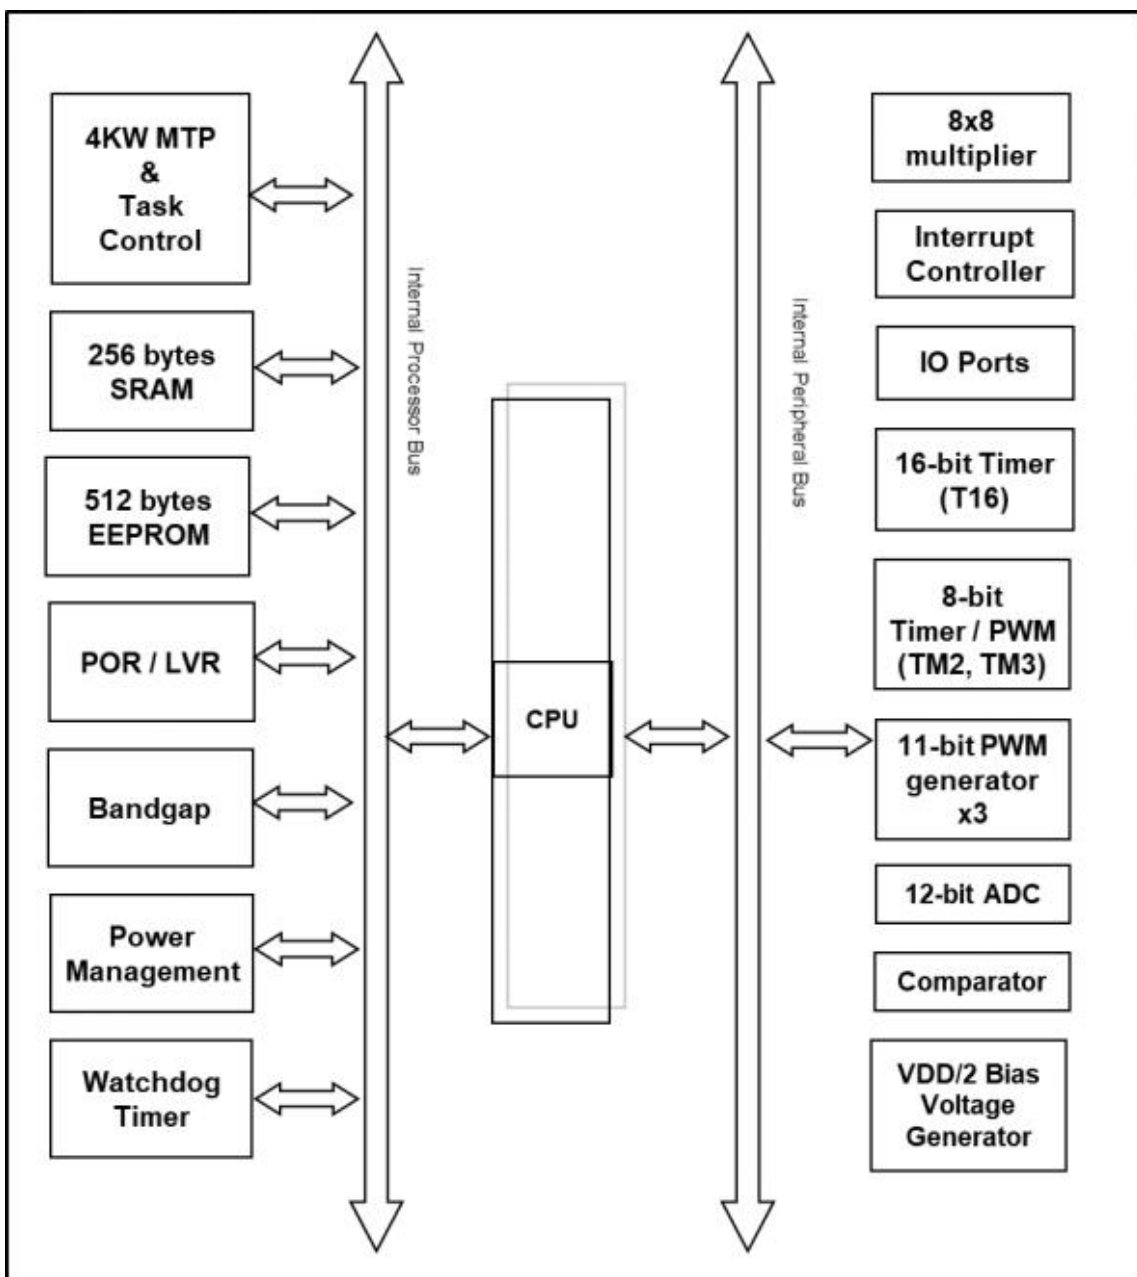 4KW MTP
&
Task
Control
256 bytes
SRAM
512 bytes
EEPROM
POR / LVR
Bandgap
Power
Management
Watchdog
Timer
Internal Processor Bus
CPU
Internal Peripheral Bus
8x8
multiplier
Interrupt
Controller
IO Ports
16-bit Timer
(T16)
8-bit
Timer / PWM
(TM2, TM3)
11-bit PWM
generator
x3
12-bit ADC
Comparator
VDD/2 Bias
Voltage
Generator